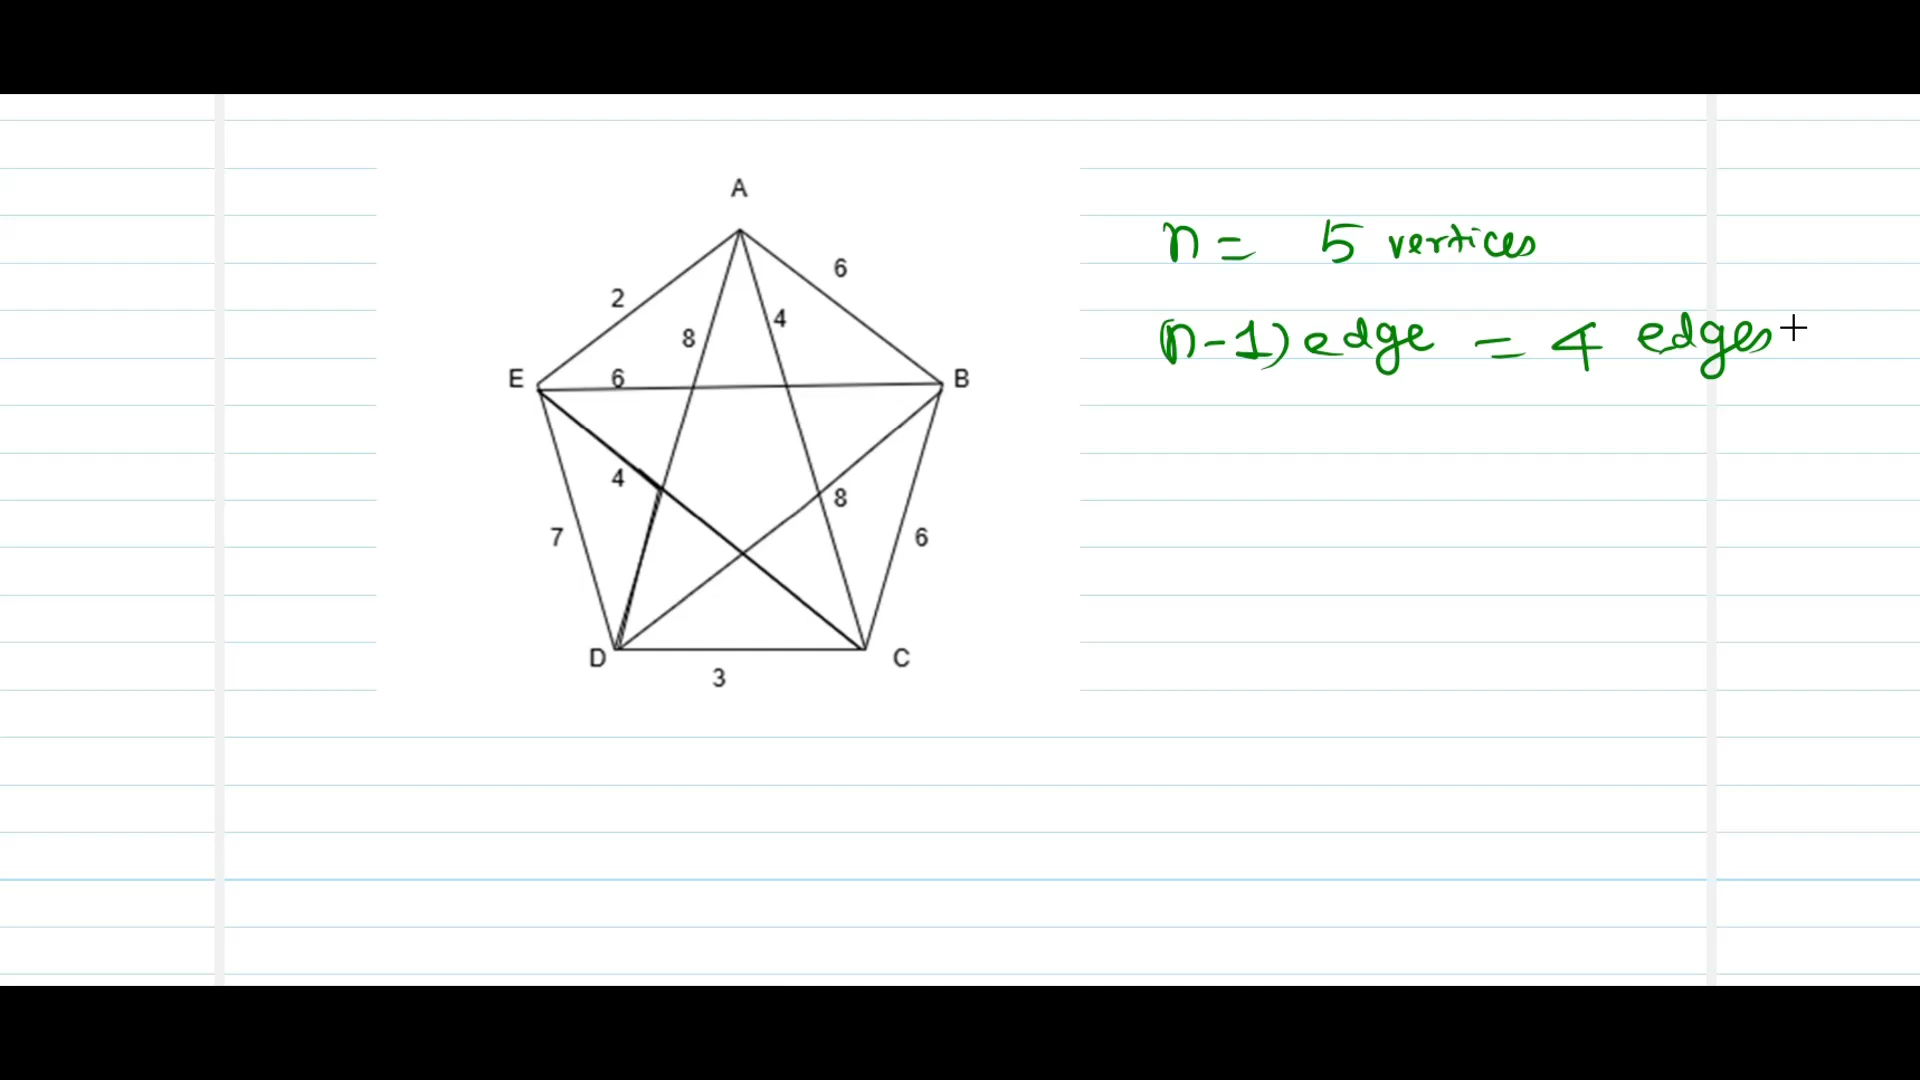 A
6
2
4
8
E
6
B
4
8
7
6
D
C
3
n = 5 vertices
(n-1) edge = 4 edges